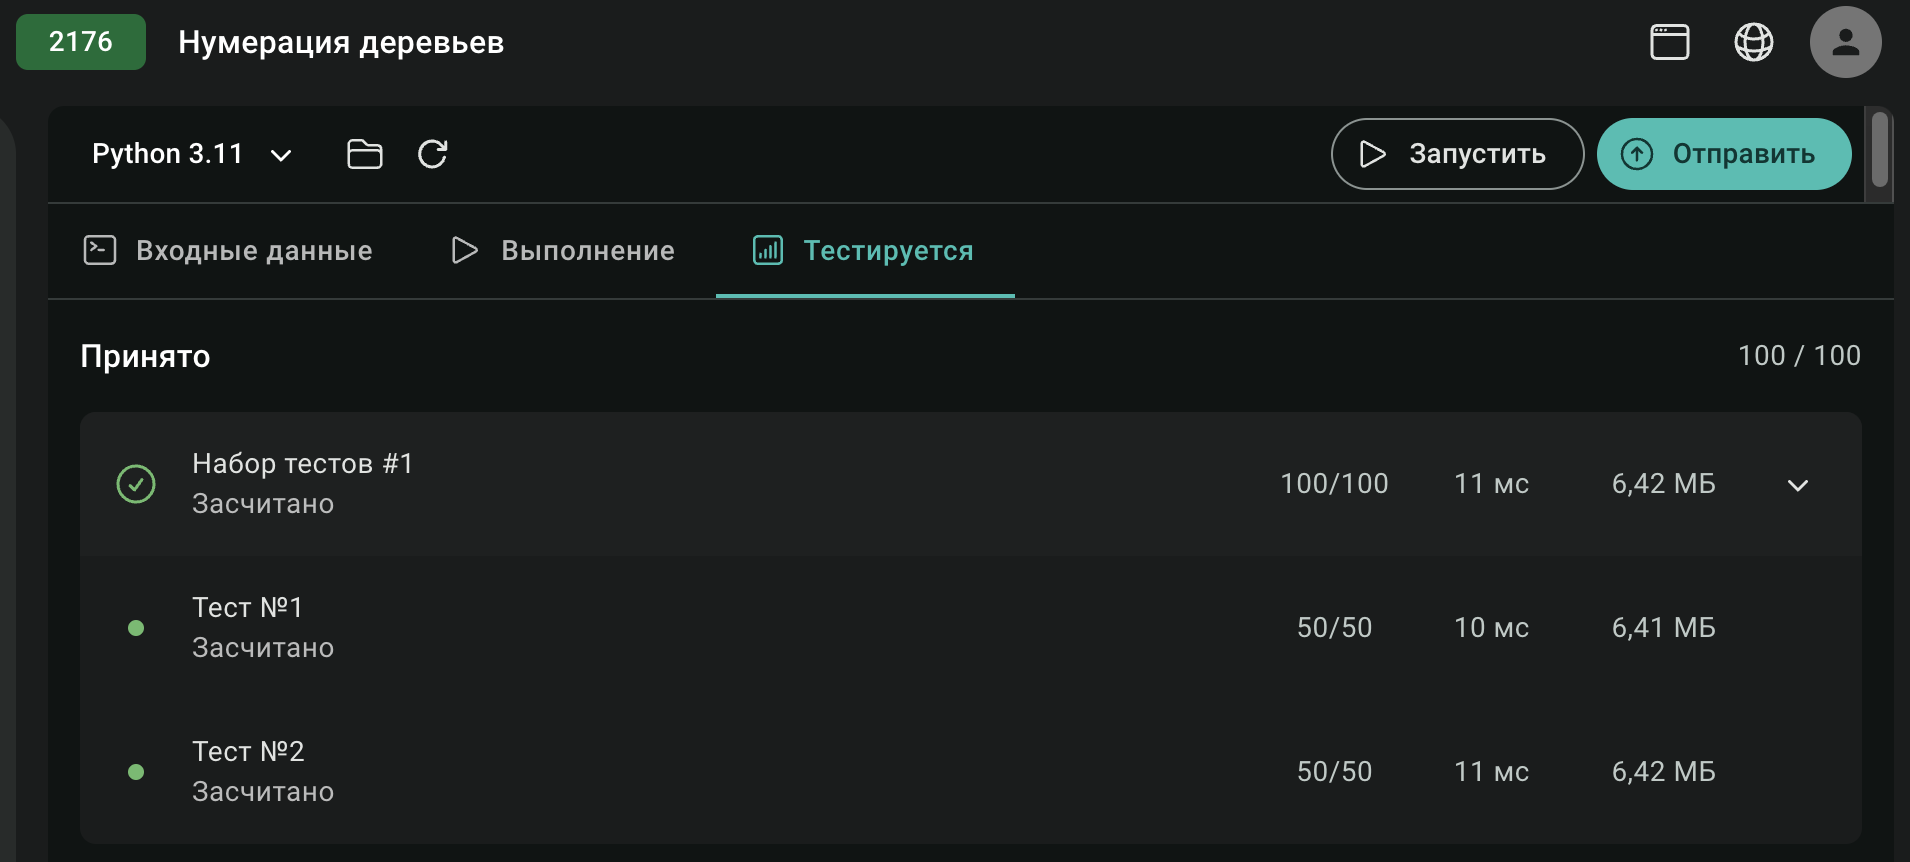 2176 Нумерация деревьев
Python 3.11 Запустить Отправить
Входные данные Выполнение Тестируется
Принято 100 / 100
Набор тестов #1
Засчитано
100/100 11 мс 6,42 МБ
Тест №1
Засчитано
50/50 10 мс 6,41 МБ
Тест №2
Засчитано
50/50 11 мс 6,42 МБ